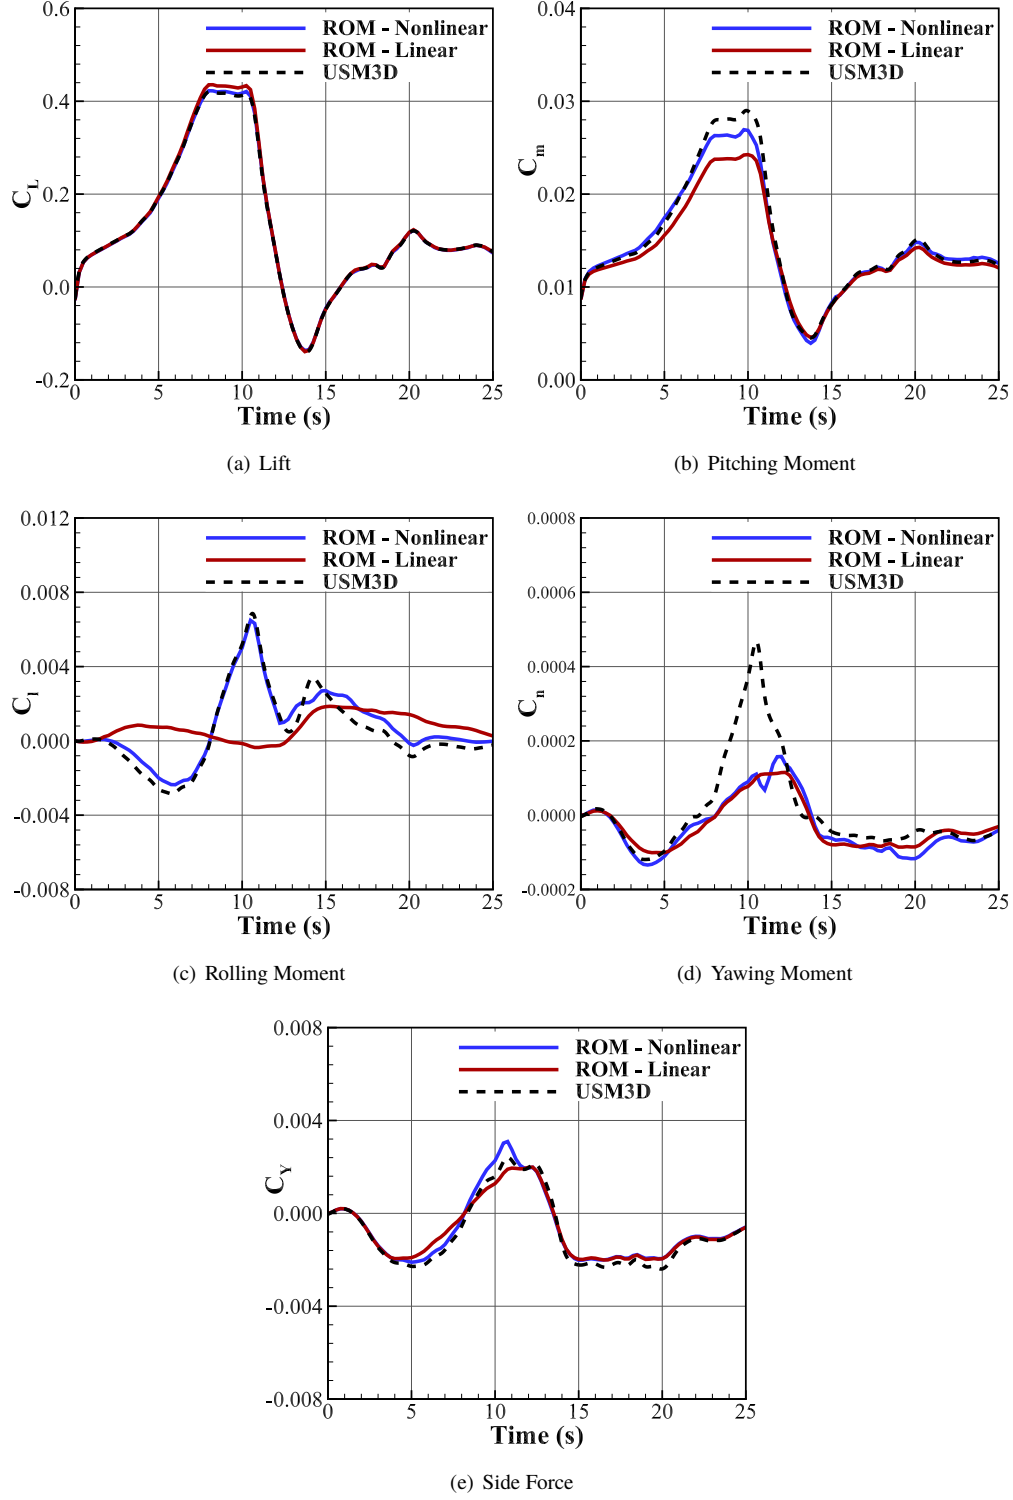 0.6
0.4
0.2
0.0
-0.2
C_L
ROM - Nonlinear
ROM - Linear
USM3D
0 5 10 15 20 25
Time (s)
(a) Lift
0.04
0.03
0.02
0.01
0.00
C_m
ROM - Nonlinear
ROM - Linear
USM3D
0 5 10 15 20 25
Time (s)
(b) Pitching Moment
0.012
0.008
0.004
0.000
-0.004
-0.008
C_l
ROM - Nonlinear
ROM - Linear
USM3D
0 5 10 15 20 25
Time (s)
(c) Rolling Moment
0.0008
0.0006
0.0004
0.0002
0.0000
-0.0002
C_n
ROM - Nonlinear
ROM - Linear
USM3D
0 5 10 15 20 25
Time (s)
(d) Yawing Moment
0.008
0.004
0.000
-0.004
-0.008
C_Y
ROM - Nonlinear
ROM - Linear
USM3D
0 5 10 15 20 25
Time (s)
(e) Side Force